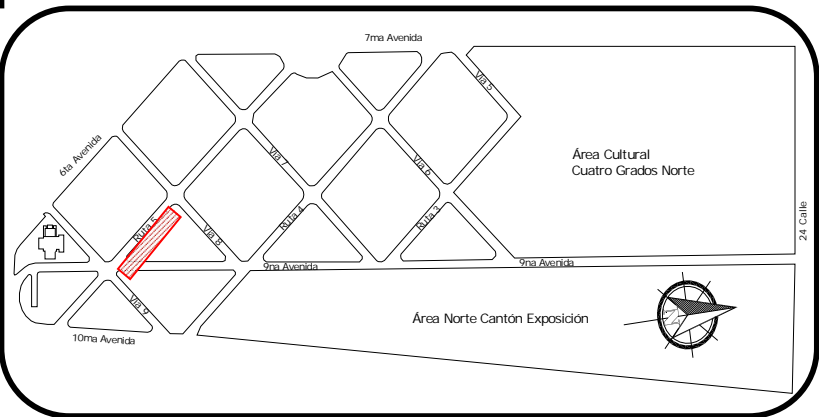 7ma Avenida
Vía 5
6ta Avenida
Vía 7
Vía 6
Área Cultural
Cuatro Grados Norte
24 Calle
Ruta 5
Vía 8
Ruta 4
Ruta 3
9na Avenida
9na Avenida
Vía 9
Área Norte Cantón Exposición
10ma Avenida